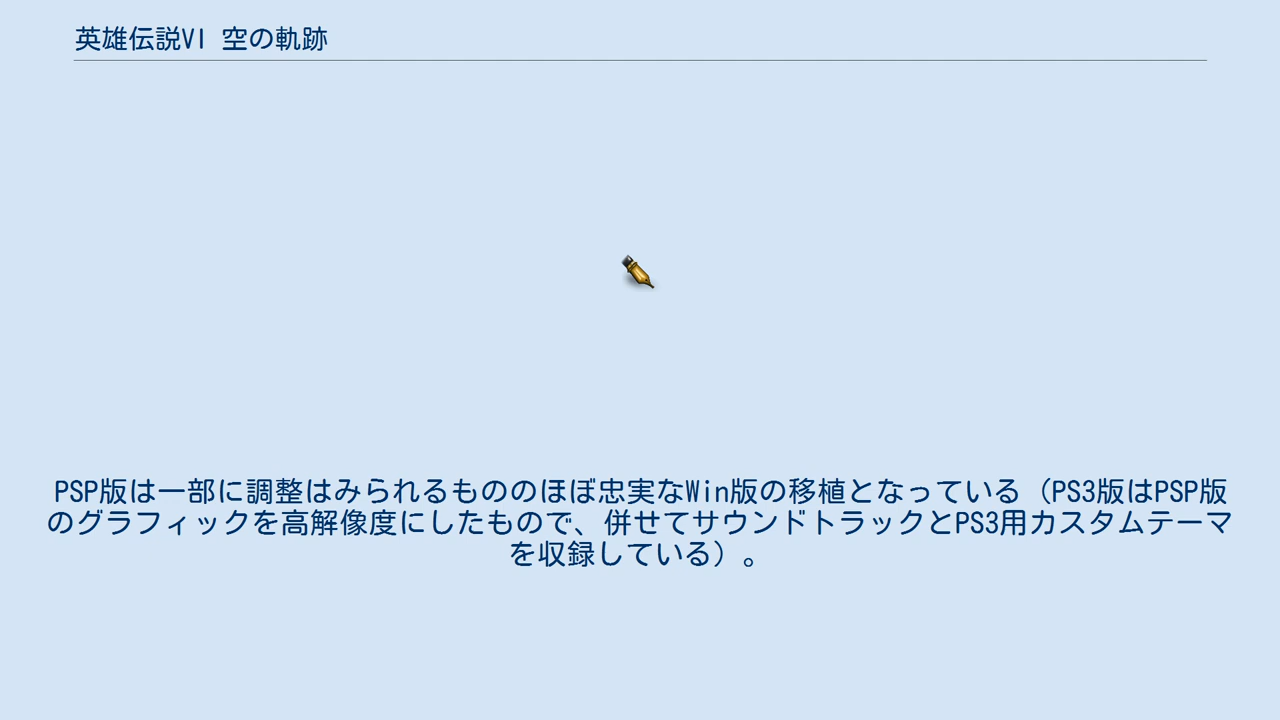 英雄伝説VI 空の軌跡
PSP版は一部に調整はみられるもののほぼ忠実なWin版の移植となっている（PS3版はPSP版
のグラフィックを高解像度にしたもので、併せてサウンドトラックとPS3用カスタムテーマ
を収録している）。